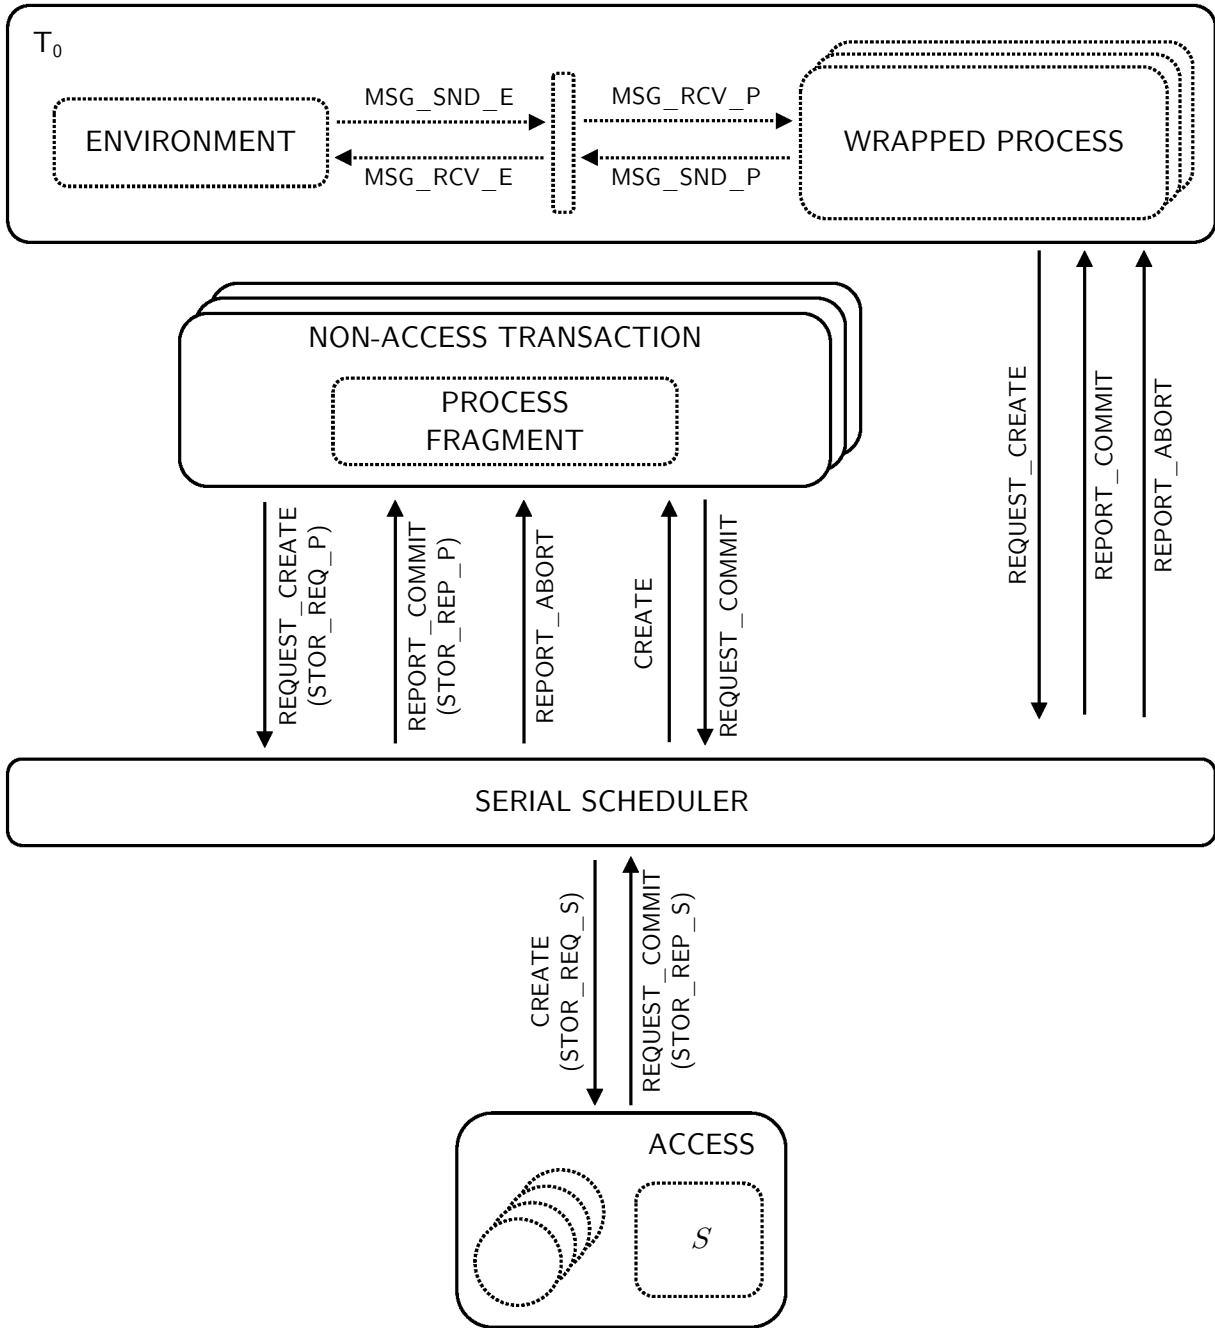 T₀
MSG_SND_E
MSG_RCV_P
ENVIRONMENT
WRAPPED PROCESS
MSG_RCV_E
MSG_SND_P
NON-ACCESS TRANSACTION
PROCESS
FRAGMENT
REQUEST_CREATE
(STOR_REQ_P)
REPORT_COMMIT
(STOR_REP_P)
REPORT_ABORT
CREATE
REQUEST_COMMIT
REQUEST_CREATE
REPORT_COMMIT
REPORT_ABORT
SERIAL SCHEDULER
CREATE
(STOR_REQ_S)
REQUEST_COMMIT
(STOR_REP_S)
ACCESS
S